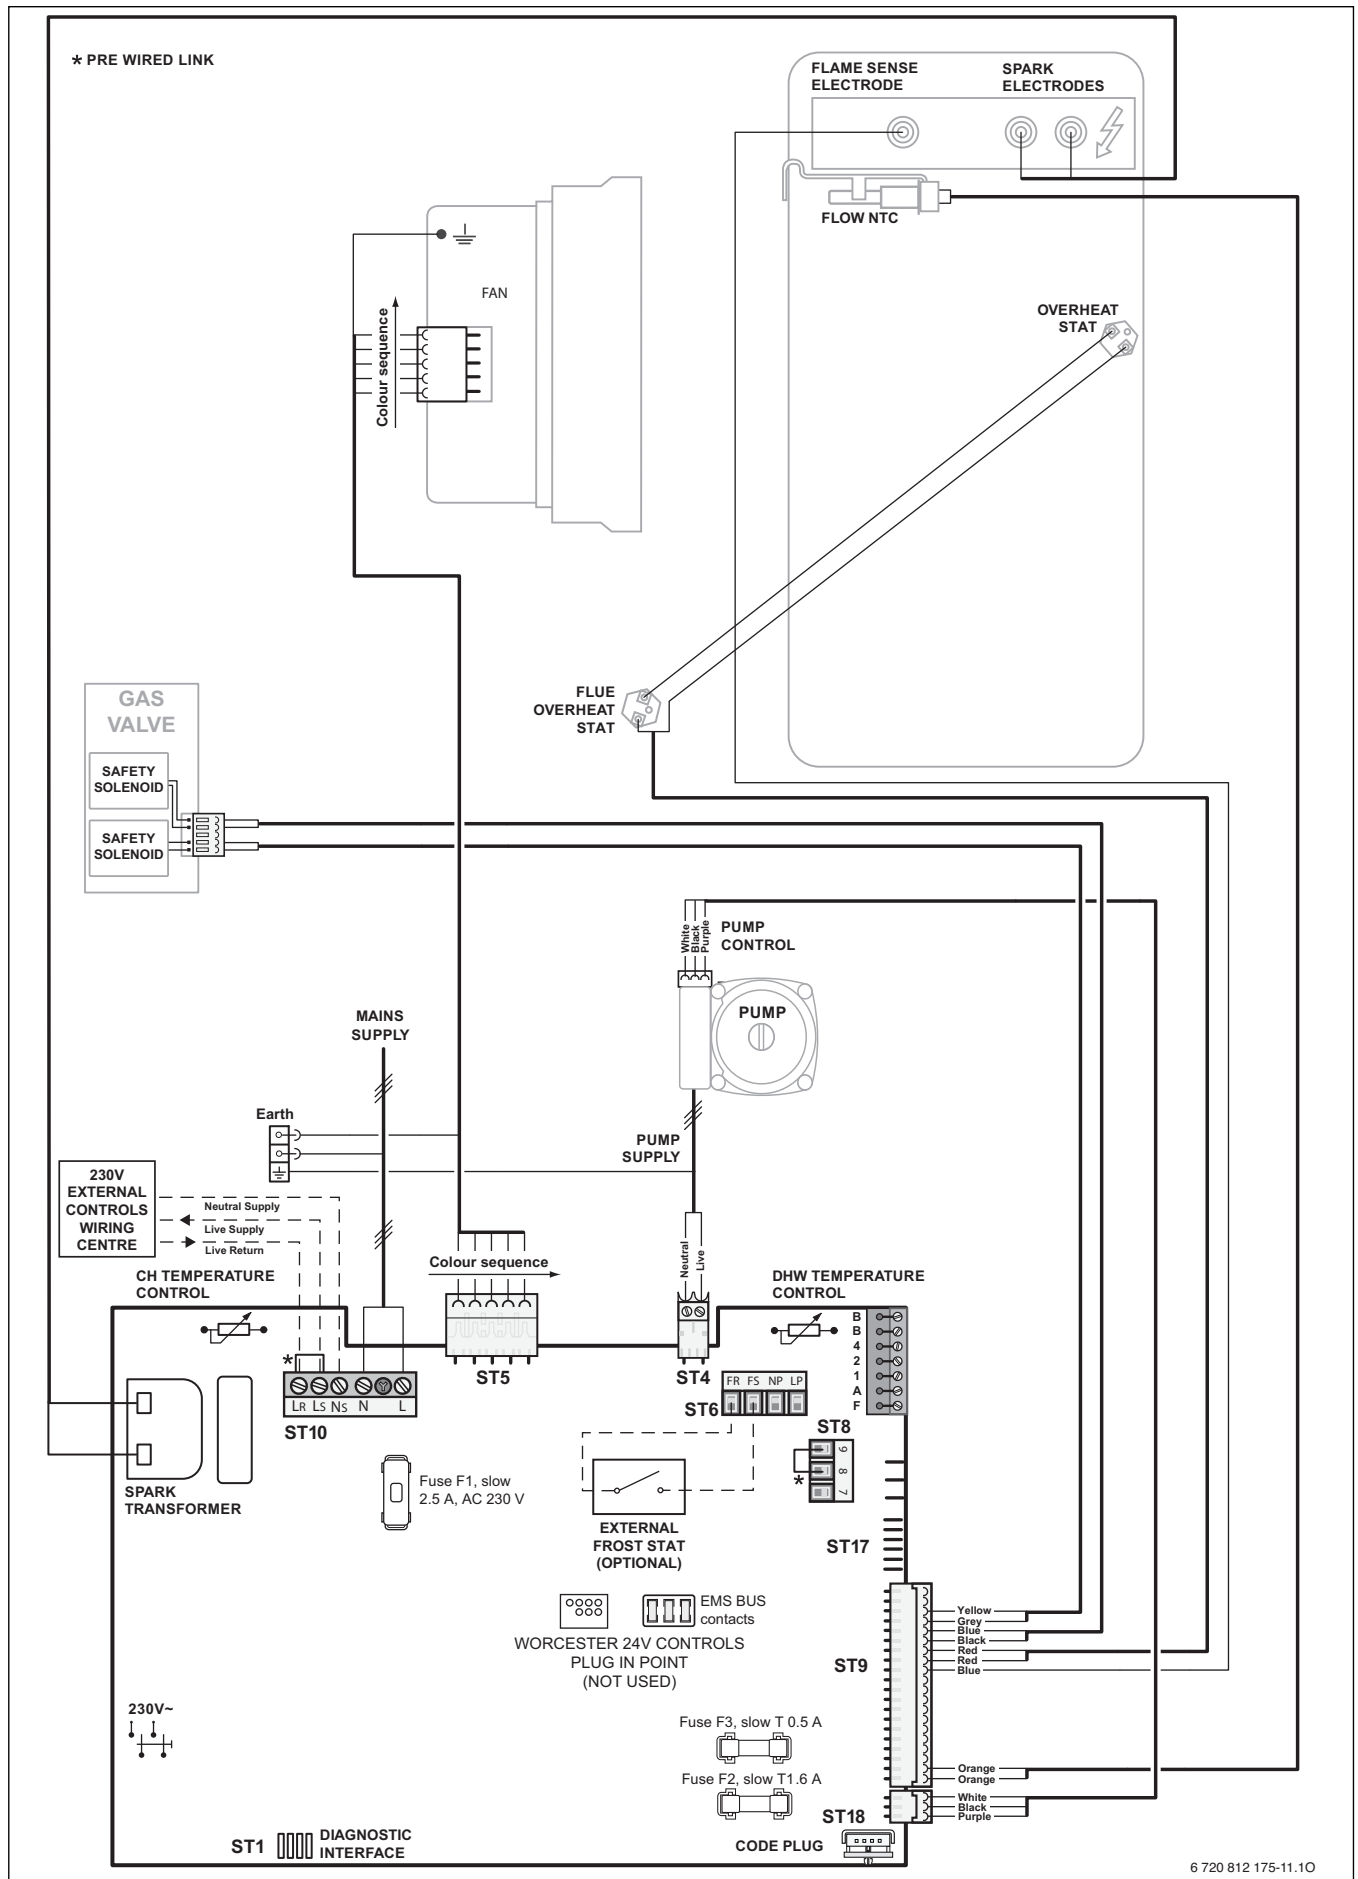 * PRE WIRED LINK
FLAME SENSE
ELECTRODE
SPARK
ELECTRODES
FLOW NTC
FAN
Colour sequence
OVERHEAT
STAT
FLUE
OVERHEAT
STAT
GAS
VALVE
SAFETY
SOLENOID
SAFETY
SOLENOID
White
Black
Purple
PUMP
CONTROL
PUMP
MAINS
SUPPLY
Earth
PUMP
SUPPLY
230V
EXTERNAL
CONTROLS
WIRING
CENTRE
Neutral Supply
Live Supply
Live Return
Colour sequence
Neutral
Live
CH TEMPERATURE
CONTROL
DHW TEMPERATURE
CONTROL
B
B
4
2
1
A
F
*
LR LS NS N L
ST10
ST5
ST4
FR FS NP LP
ST6
ST8
9
8
7
*
SPARK
TRANSFORMER
Fuse F1, slow
2.5 A, AC 230 V
EXTERNAL
FROST STAT
(OPTIONAL)
ST17
EMS BUS
contacts
WORCESTER 24V CONTROLS
PLUG IN POINT
(NOT USED)
ST9
Yellow
Grey
Blue
Black
Red
Red
Blue
Orange
Orange
230V~
Fuse F3, slow T 0.5 A
Fuse F2, slow T1.6 A
ST18
White
Black
Purple
ST1
DIAGNOSTIC
INTERFACE
CODE PLUG
6 720 812 175-11.1O